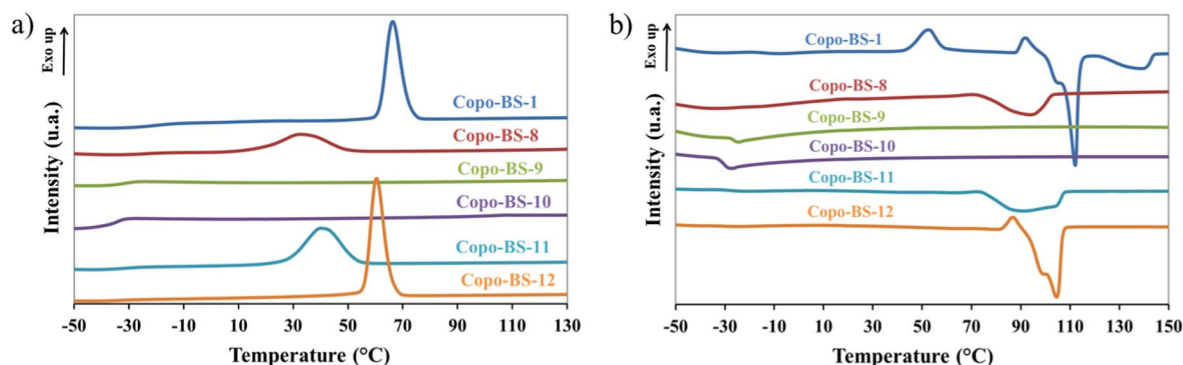 a)
Exo up
Intensity (u.a.)
Copo-BS-1
Copo-BS-8
Copo-BS-9
Copo-BS-10
Copo-BS-11
Copo-BS-12
-50 -30 -10 10 30 50 70 90 110 130
Temperature (°C)
b)
Exo up
Intensity (u.a.)
Copo-BS-1
Copo-BS-8
Copo-BS-9
Copo-BS-10
Copo-BS-11
Copo-BS-12
-50 -30 -10 10 30 50 70 90 110 130 150
Temperature (°C)